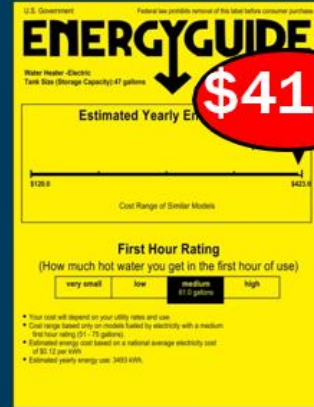 U.S. Government Federal law prohibits removal of this label before consumer purchase
ENERGYGUIDE
Water Heater -Electric
Tank Size (Storage Capacity):47 gallons
$41
Estimated Yearly En
$120.0 $423.0
Cost Range of Similar Models
First Hour Rating
(How much hot water you get in the first hour of use)
very small low medium high
61.0 gallons
• Your cost will depend on your utility rates and use.
• Cost range based only on models fueled by electricity with a medium
first hour rating (51 - 75 gallons).
• Estimated energy cost based on a national average electricity cost
of $0.12 per kWh
• Estimated yearly energy use: 3493 kWh.